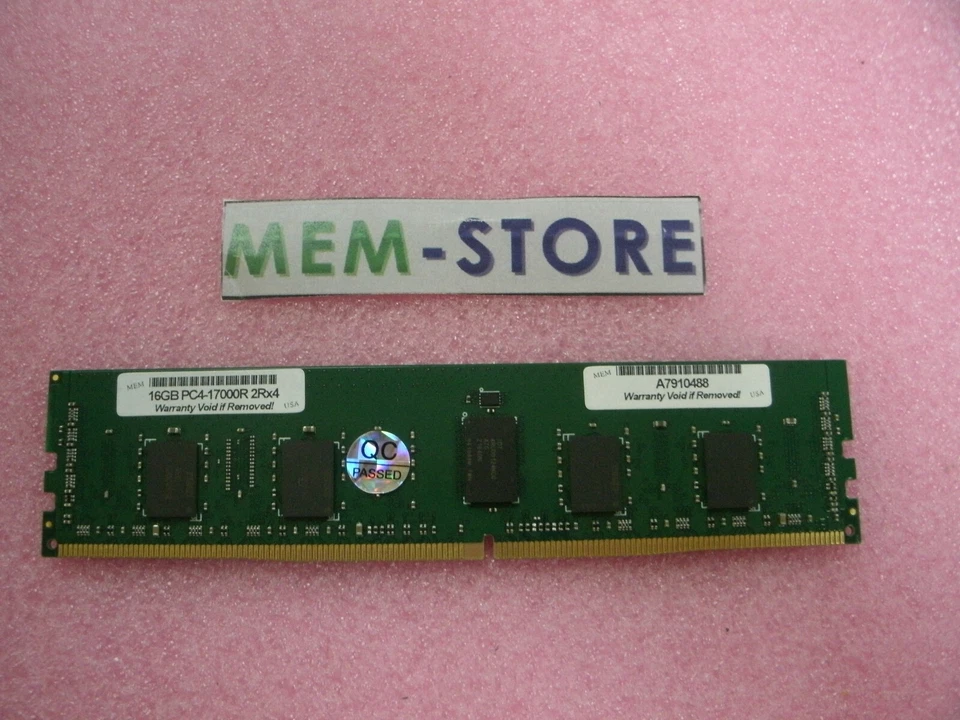 MEM-STORE
MEM
16GB PC4-17000R 2Rx4
Warranty Void if Removed!
USA
MEM
A7910488
Warranty Void if Removed!
USA
QC
PASSED